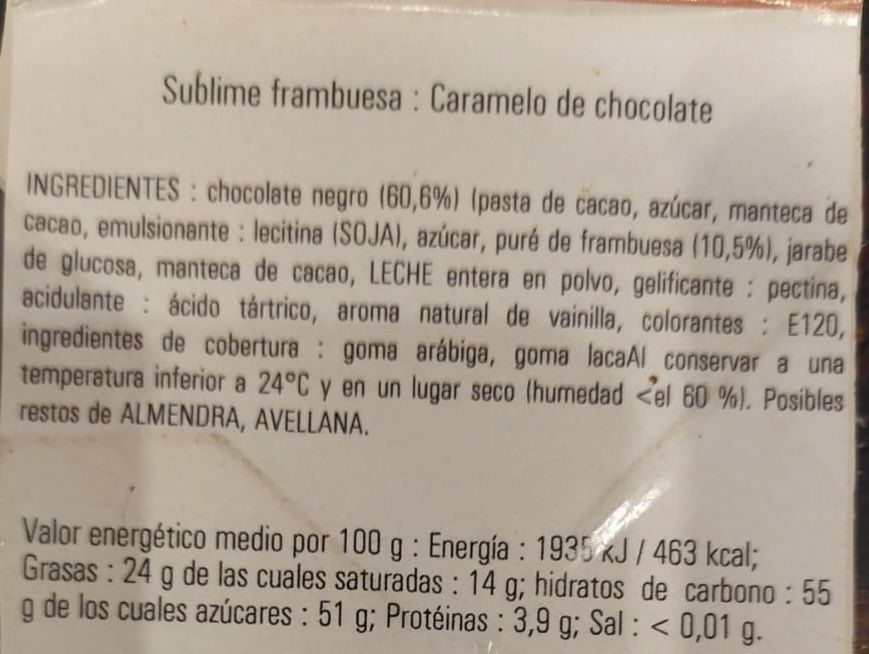 Sublime frambuesa : Caramelo de chocolate
INGREDIENTES : chocolate negro (60,6%) (pasta de cacao, azúcar, manteca de
cacao, emulsionante : lecitina (SOJA), azúcar, puré de frambuesa (10,5%), jarabe
de glucosa, manteca de cacao, LECHE entera en polvo, gelificante : pectina,
acidulante : ácido tártrico, aroma natural de vainilla, colorantes : E120,
ingredientes de cobertura : goma arábiga, goma lacaAl conservar a una
temperatura inferior a 24°C y en un lugar seco (humedad <el 60 %). Posibles
restos de ALMENDRA, AVELLANA.
Valor energético medio por 100 g : Energía : 1935 kJ / 463 kcal;
Grasas : 24 g de las cuales saturadas : 14 g; hidratos de carbono : 55
g de los cuales azúcares : 51 g; Protéinas : 3,9 g; Sal : < 0,01 g.